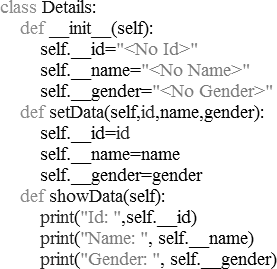 class Details:
    def __init__(self):
        self.__id="<No Id>"
        self.__name="<No Name>"
        self.__gender="<No Gender>"
    def setData(self,id,name,gender):
        self.__id=id
        self.__name=name
        self.__gender=gender
    def showData(self):
        print("Id: ",self.__id)
        print("Name: ", self.__name)
        print("Gender: ", self.__gender)